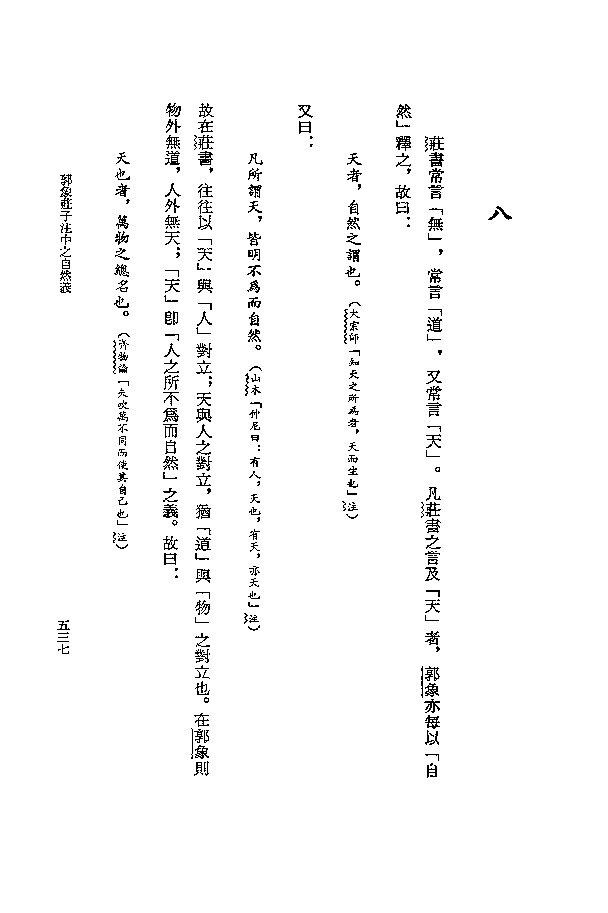 八
莊書常言「無」，常言「道」，又常言「天」。凡莊書之言及「天」者，郭象亦每以「自
然」釋之，故曰：
天者，自然之謂也。（大宗師「知天之所為者，天而生也」注）
又曰：
凡所謂天，皆明不為而自然。（山木「仲尼曰：有人，天也，有天，亦天也」注）
故在莊書，往往以「天」與「人」對立；天與人之對立，猶「道」與「物」之對立也。在郭象則
物外無道，人外無天；「天」即「人之所不為而自然」之義。故曰：
天也者，萬物之總名也。（齊物論「夫吹萬不同而使其自己也」注）
郭象莊子注中之自然義
五三七